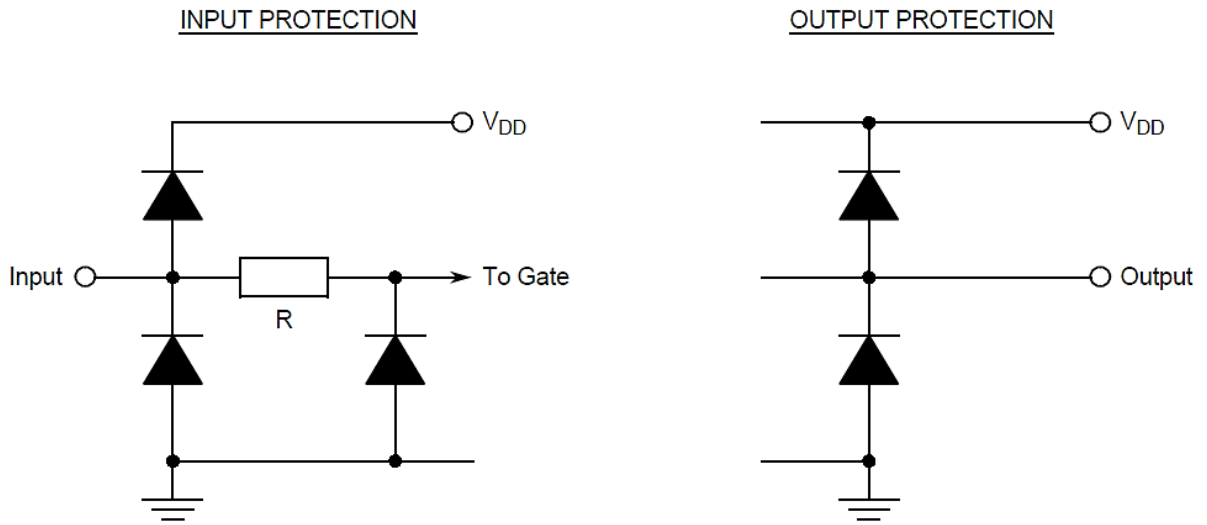 INPUT PROTECTION
OUTPUT PROTECTION
VDD
VDD
Input
R
To Gate
Output